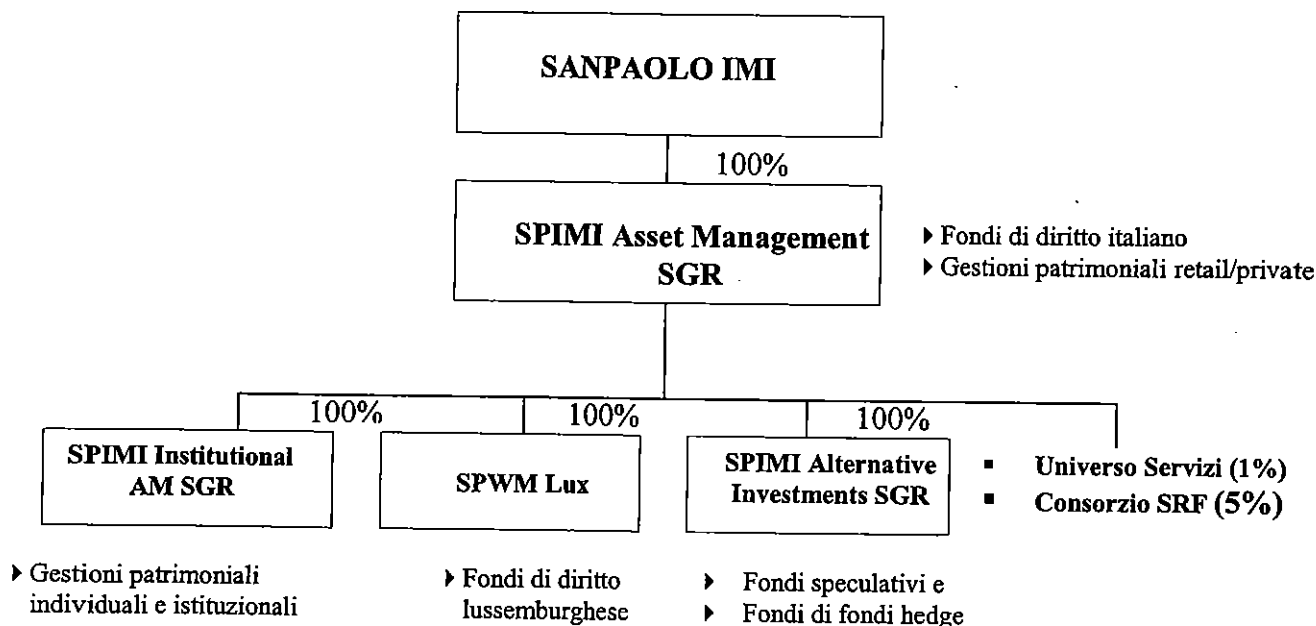 SANPAOLO IMI
100%
SPIMI Asset Management
SGR
▸ Fondi di diritto italiano
▸ Gestioni patrimoniali retail/private
100%
100%
100%
SPIMI Institutional
AM SGR
SPWM Lux
SPIMI Alternative
Investments SGR
▪ Universo Servizi (1%)
▪ Consorzio SRF (5%)
▸ Gestioni patrimoniali
individuali e istituzionali
▸ Fondi di diritto
lussemburghese
▸ Fondi speculativi e
▸ Fondi di fondi hedge